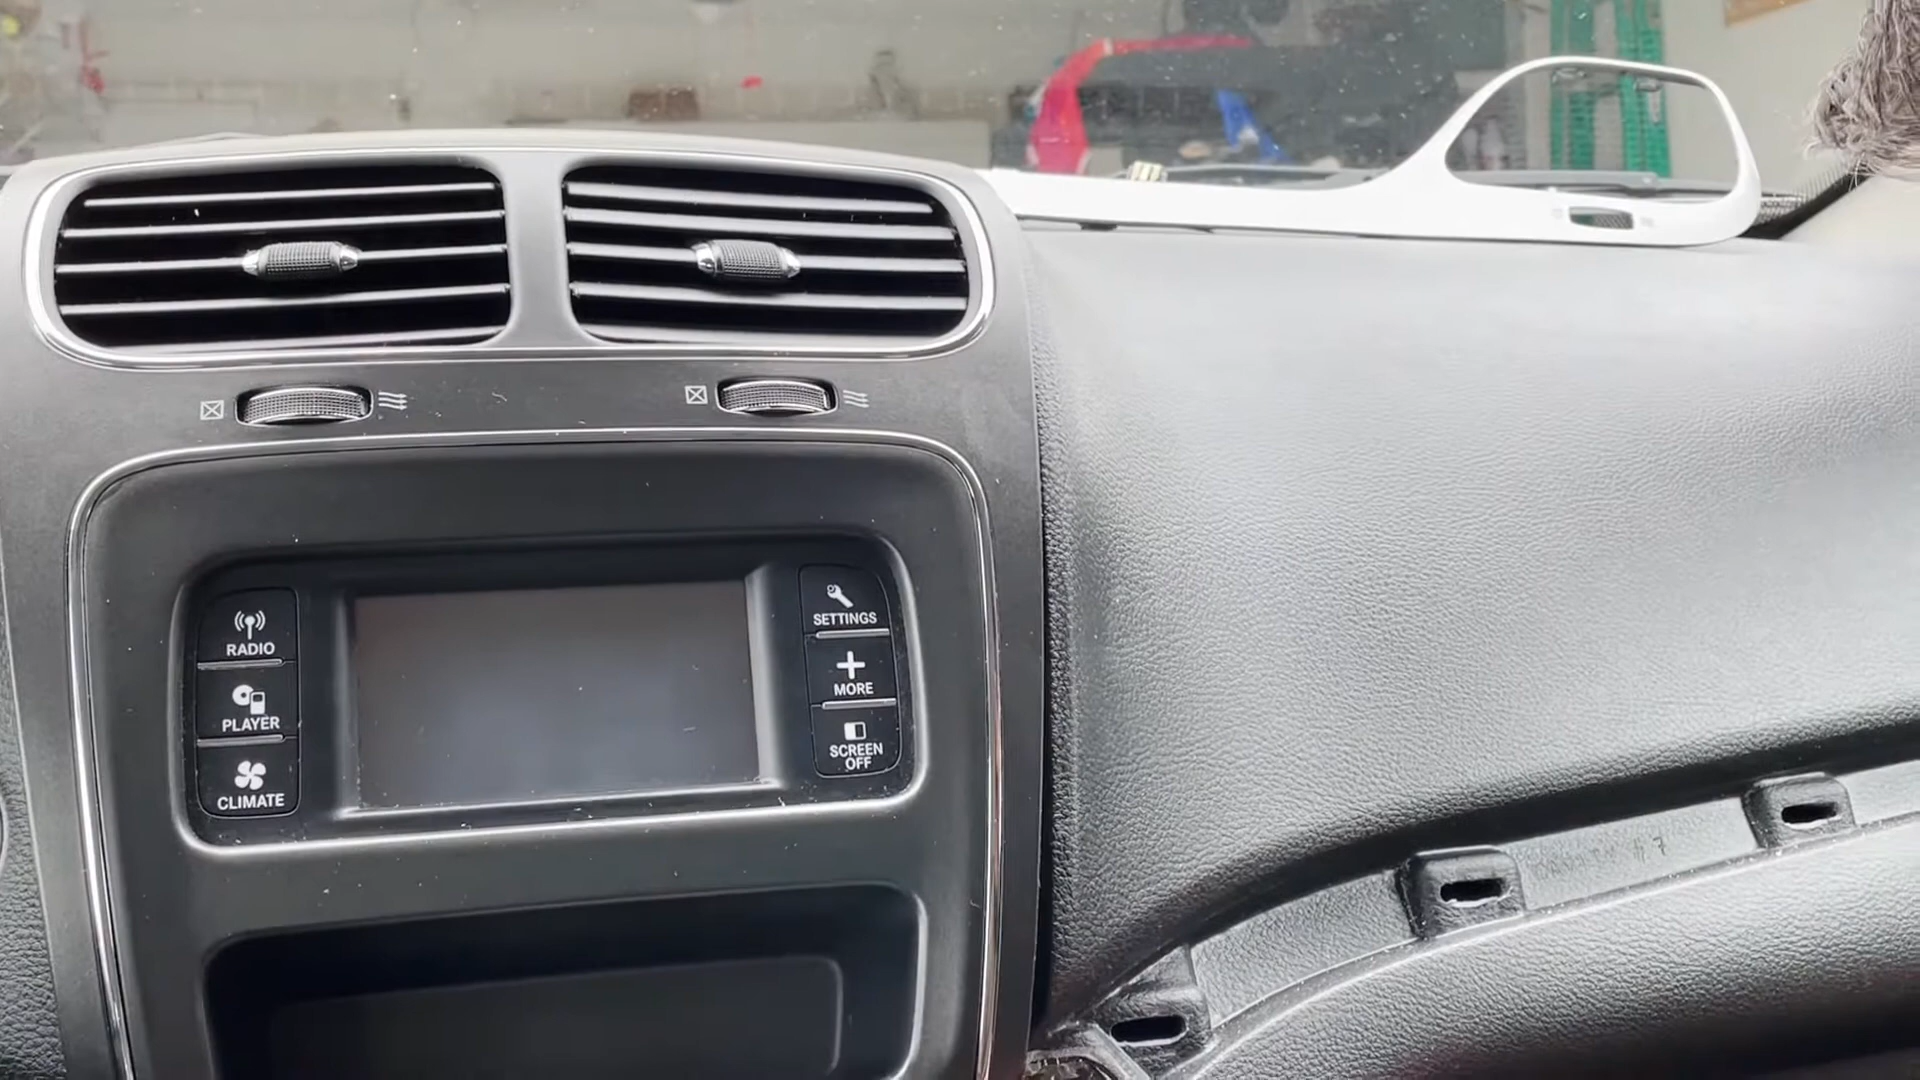 RADIO
PLAYER
CLIMATE
SETTINGS
MORE
SCREEN
OFF